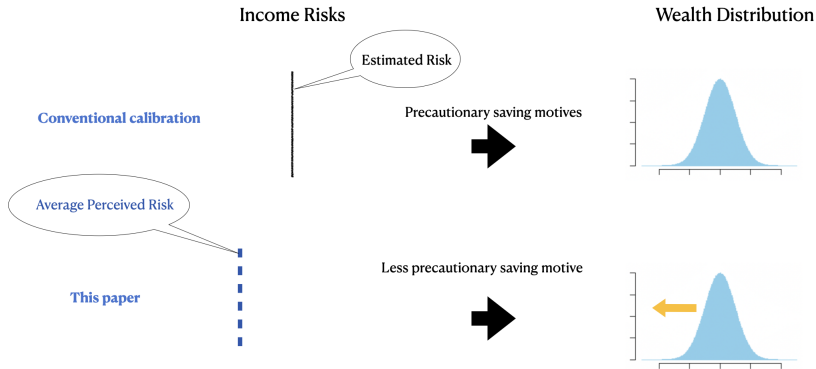 Income Risks
Wealth Distribution
Estimated Risk
Conventional calibration
Precautionary saving motives
Average Perceived Risk
This paper
Less precautionary saving motive